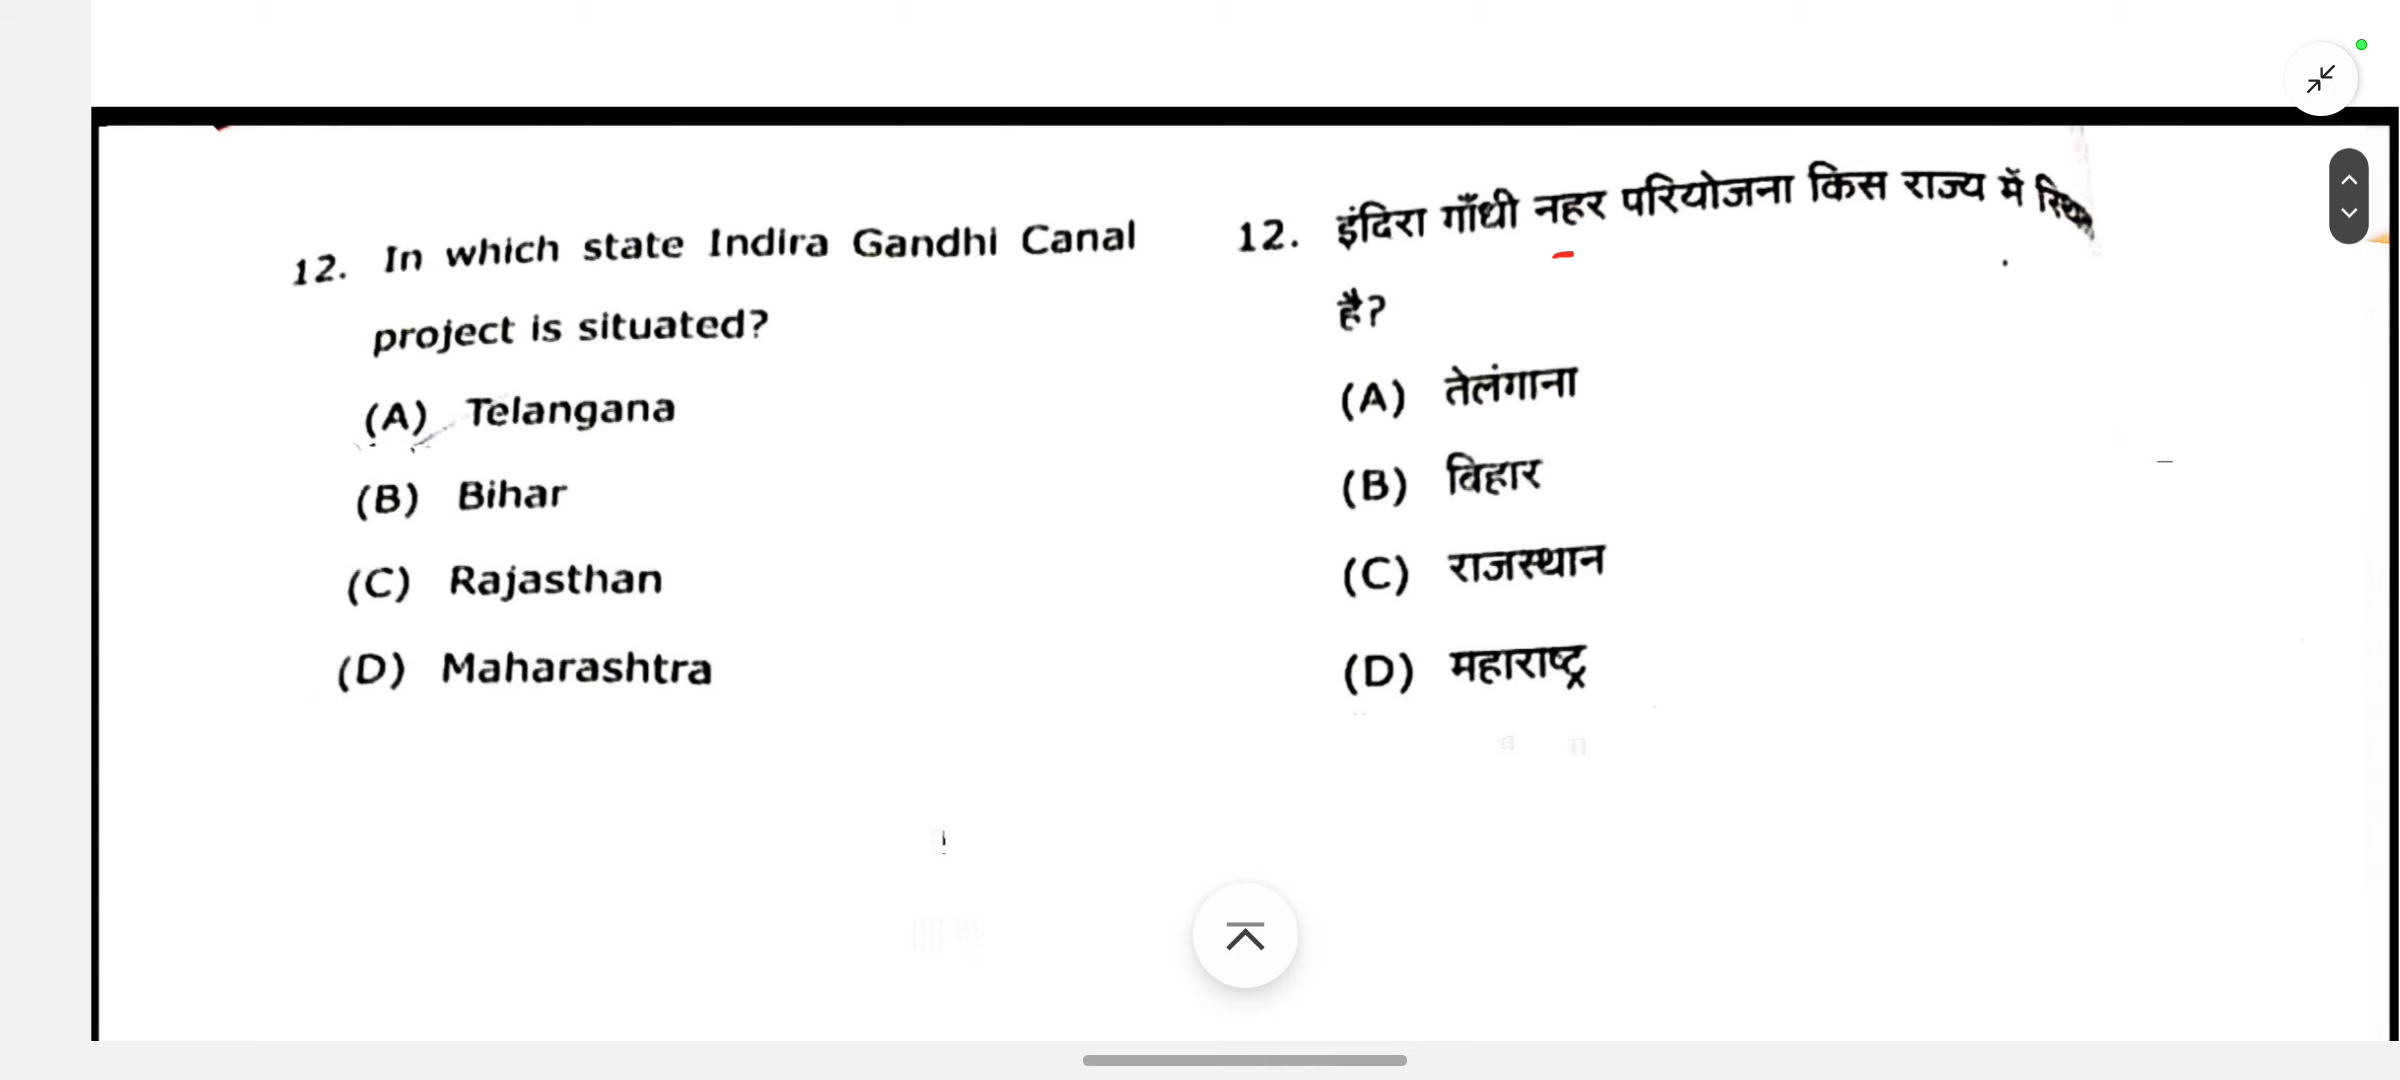 12. In which state Indira Gandhi Canal
project is situated?
(A) Telangana
(B) Bihar
(C) Rajasthan
(D) Maharashtra
12. इंदिरा गाँधी नहर परियोजना किस राज्य में
है?
(A) तेलंगाना
(B) बिहार
(C) राजस्थान
(D) महाराष्ट्र